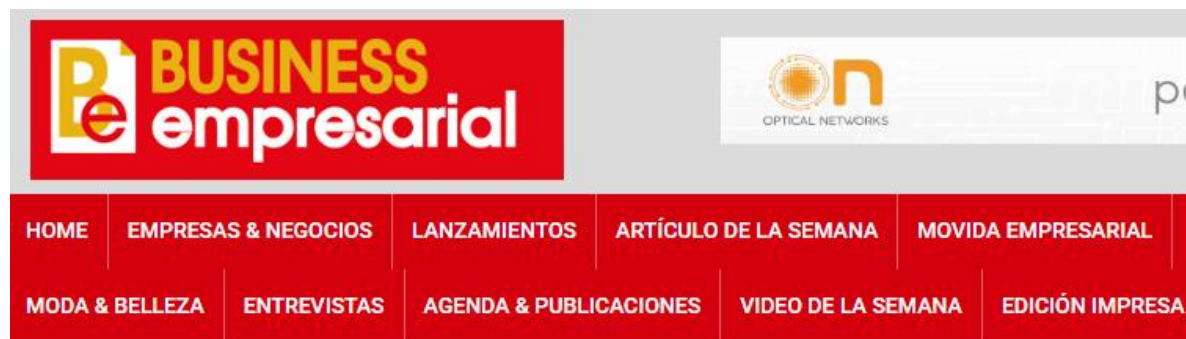 Be BUSINESS
empresarial
on
OPTICAL NETWORKS
HOME EMPRESAS & NEGOCIOS LANZAMIENTOS ARTÍCULO DE LA SEMANA MOVIDA EMPRESARIAL
MODA & BELLEZA ENTREVISTAS AGENDA & PUBLICACIONES VIDEO DE LA SEMANA EDICIÓN IMPRESA